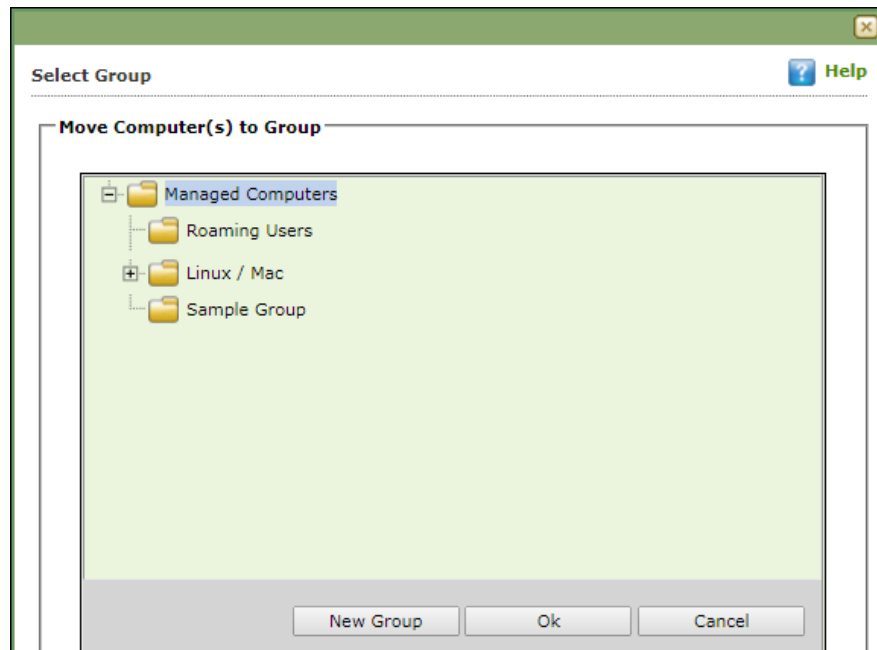 Select Group
? Help
Move Computer(s) to Group
Managed Computers
Roaming Users
Linux / Mac
Sample Group
New Group Ok Cancel